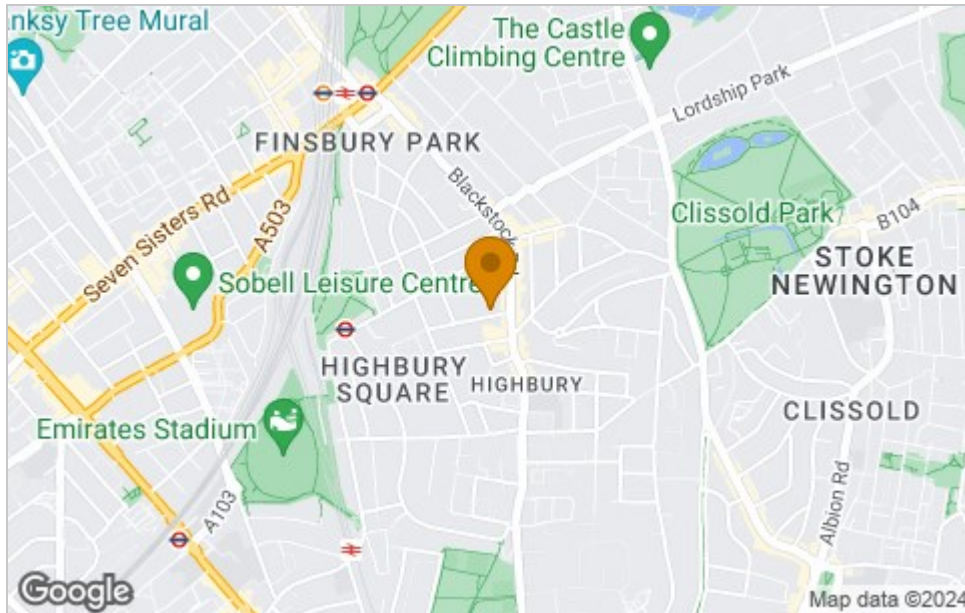 nksy Tree Mural
The Castle
Climbing Centre
Lordship Park
FINSBURY PARK
Blackstock
Seven Sisters Rd
A503
Clissold Park
B104
STOKE
NEWINGTON
Sobell Leisure Centre
HIGHBURY
SQUARE
HIGHBURY
CLISSOLD
Emirates Stadium
Albion Rd
A103
Google
Map data ©2024